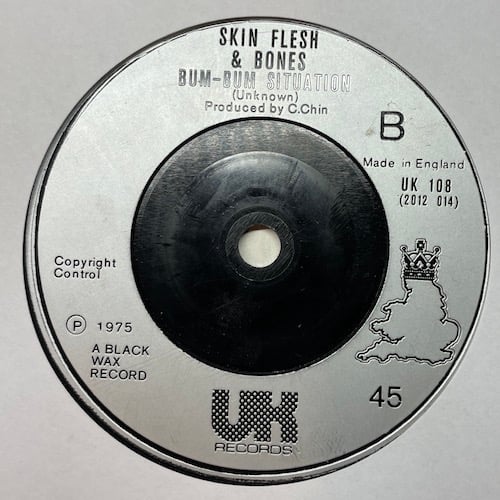 SKIN FLESH
& BONES
BUM-BUM SITUATION
(Unknown)
Produced by C.Chin
B
Made in England
UK 108
(2012 014)
Copyright
Control
Ⓟ 1975
A BLACK
WAX
RECORD
45
UK
RECORDS